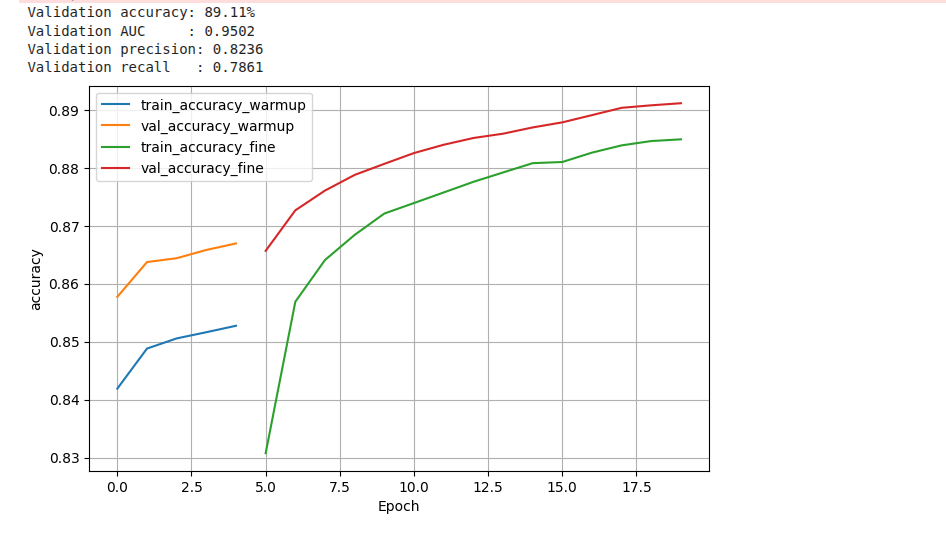 Validation accuracy: 89.11%
Validation AUC     : 0.9502
Validation precision: 0.8236
Validation recall   : 0.7861
train_accuracy_warmup
val_accuracy_warmup
train_accuracy_fine
val_accuracy_fine
0.89
0.88
0.87
0.86
0.85
0.84
0.83
accuracy
0.0 2.5 5.0 7.5 10.0 12.5 15.0 17.5
Epoch